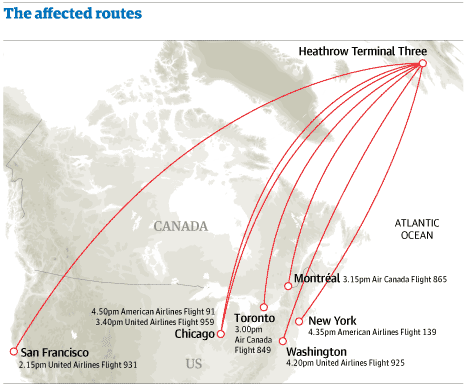 The affected routes
Heathrow Terminal Three
CANADA
ATLANTIC
OCEAN
Montréal 3.15pm Air Canada Flight 865
4.50pm American Airlines Flight 91
3.40pm United Airlines Flight 959
Chicago
Toronto
3.00pm
Air Canada
Flight 849
New York
4.35pm American Airlines Flight 139
Washington
4.20pm United Airlines Flight 925
San Francisco
2.15pm United Airlines Flight 931
US